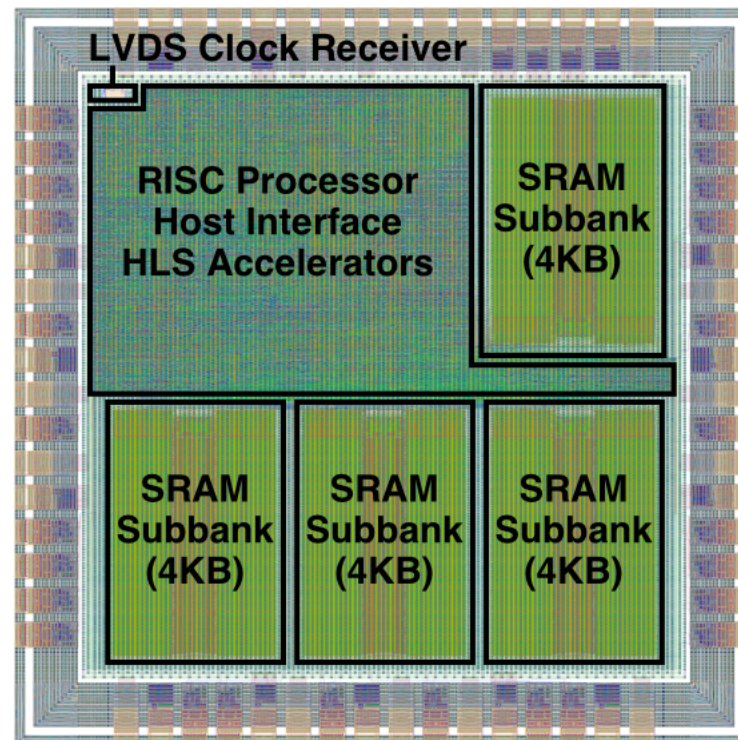 LVDS Clock Receiver
RISC Processor
Host Interface
HLS Accelerators
SRAM
Subbank
(4KB)
SRAM
Subbank
(4KB)
SRAM
Subbank
(4KB)
SRAM
Subbank
(4KB)